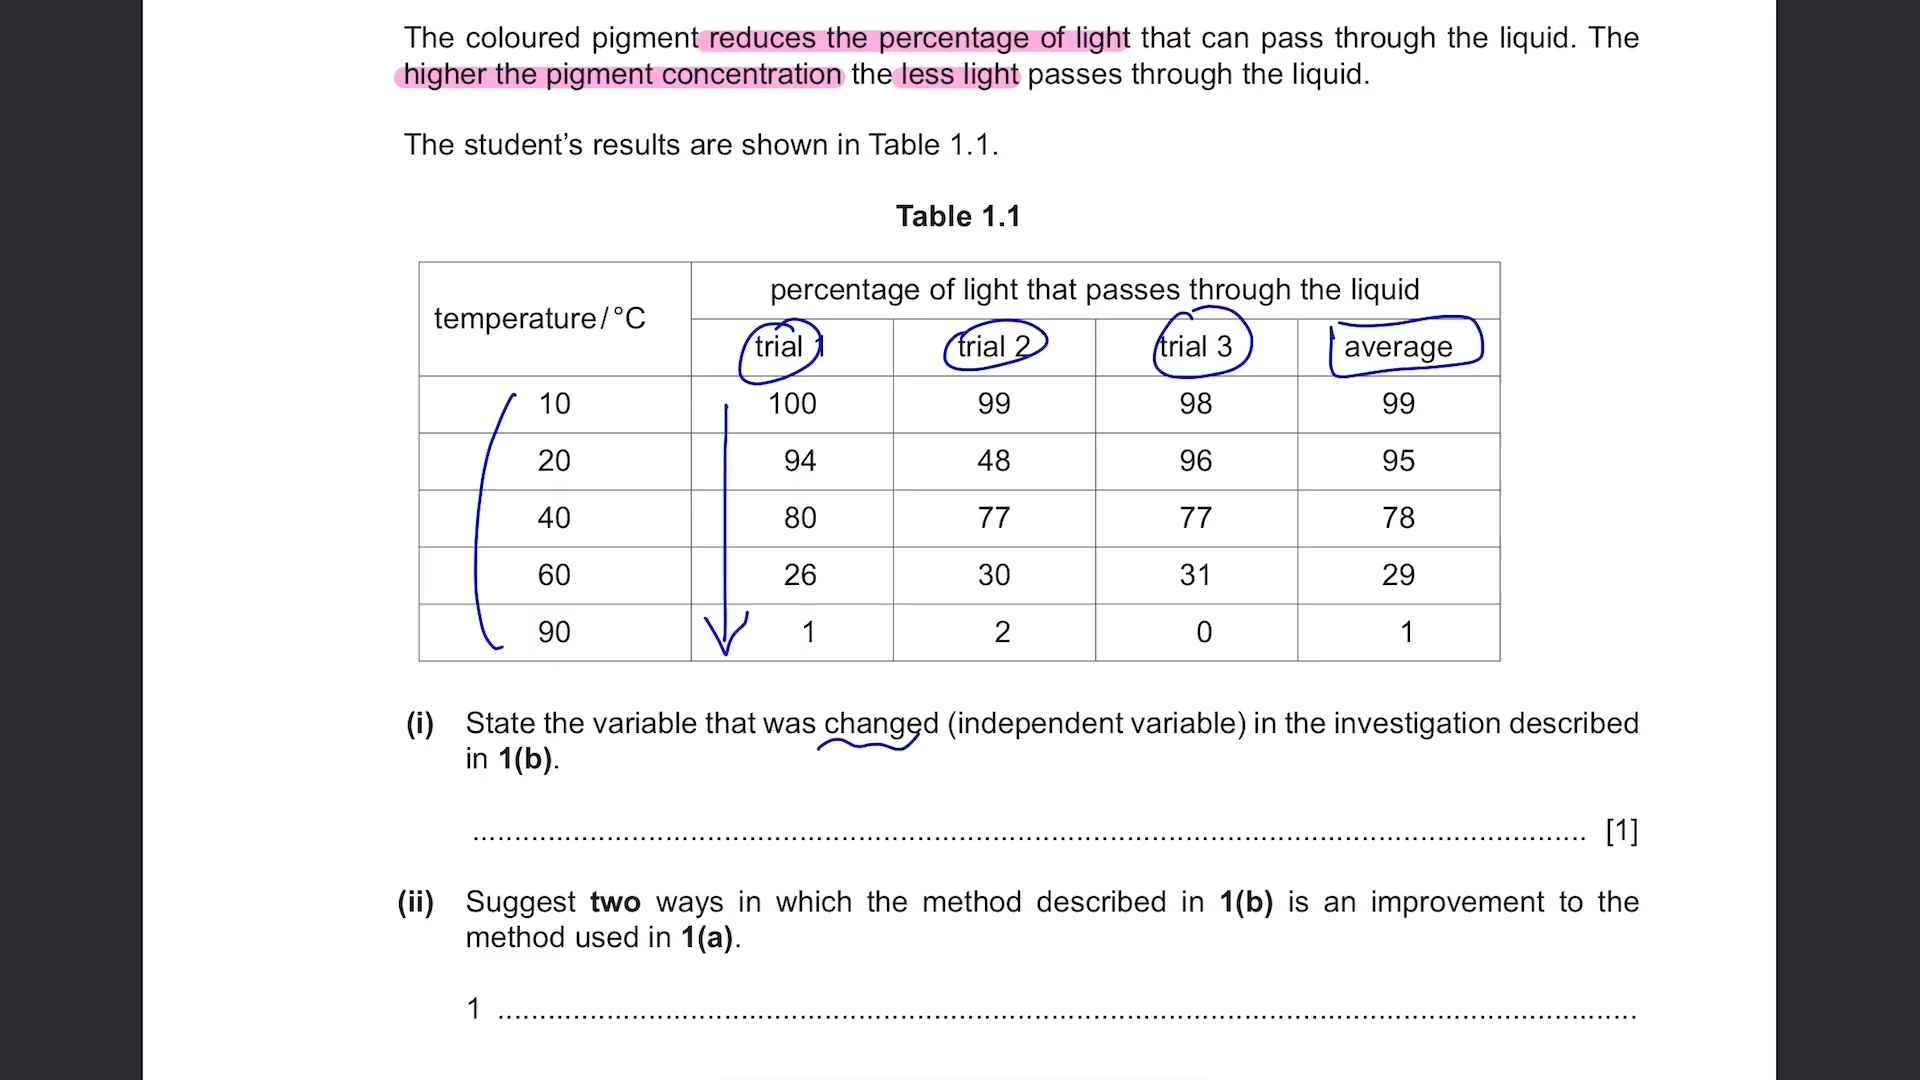 The coloured pigment reduces the percentage of light that can pass through the liquid. The
higher the pigment concentration the less light passes through the liquid.
The student’s results are shown in Table 1.1.
Table 1.1
temperature/°C
percentage of light that passes through the liquid
trial 1 trial 2 trial 3 average
10 100 99 98 99
20 94 48 96 95
40 80 77 77 78
60 26 30 31 29
90 1 2 0 1
(i) State the variable that was changed (independent variable) in the investigation described
in 1(b).
........................................................................................................................ [1]
(ii) Suggest two ways in which the method described in 1(b) is an improvement to the
method used in 1(a).
1 ........................................................................................................................